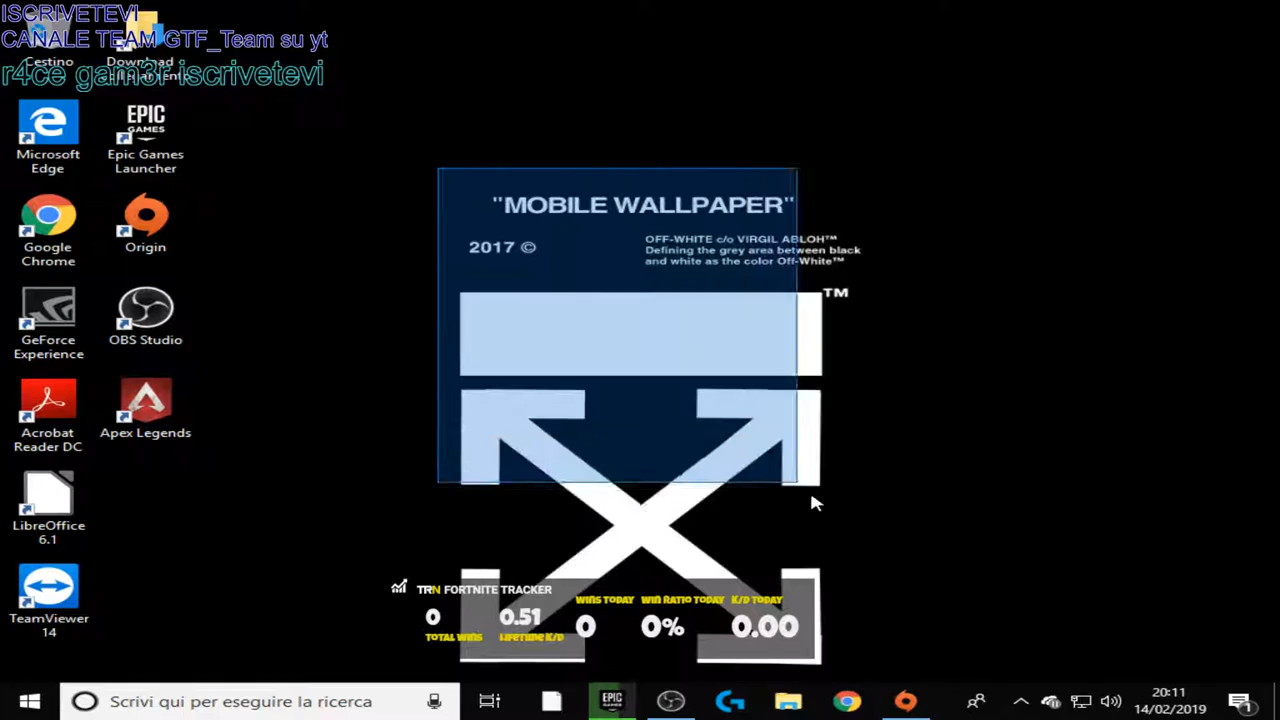 ISCRIVETEVI
CANALE TEAM GTF_Team su yt
r4ce gam3r iscrivetevi
Cestino
Download
Microsoft
Edge
EPIC
GAMES
Epic Games
Launcher
Google
Chrome
Origin
GeForce
Experience
OBS Studio
Acrobat
Reader DC
Apex Legends
LibreOffice
6.1
TeamViewer
14
"MOBILE WALLPAPER"
2017 ©
OFF-WHITE c/o VIRGIL ABLOH™
Defining the grey area between black
and white as the color Off-White™
TM
TRN FORTNITE TRACKER
0
TOTAL WINS
0.51
LIFETIME K/D
WINS TODAY
0
WIN RATIO TODAY
0%
K/D TODAY
0.00
Scrivi qui per eseguire la ricerca
EPIC
GAMES
20:11
14/02/2019
1